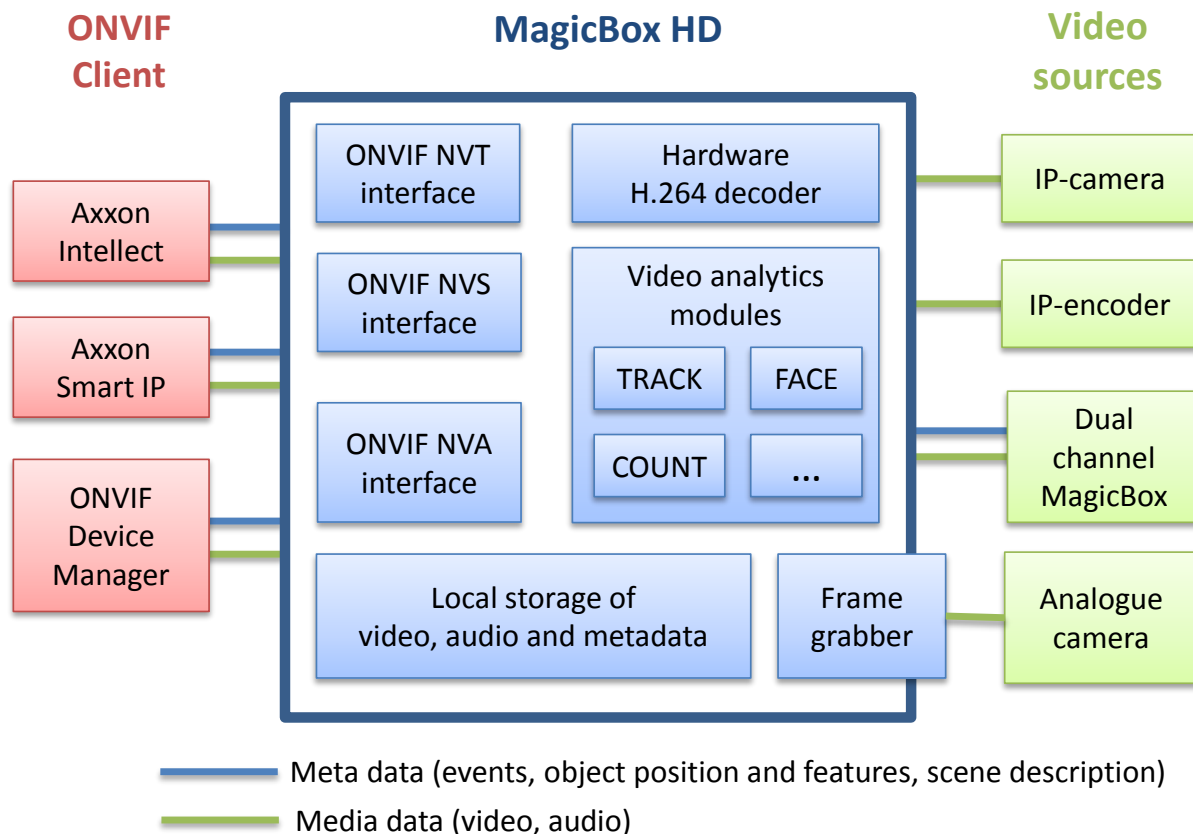 ONVIF
Client
MagicBox HD
Video
sources
Axxon
Intellect
Axxon
Smart IP
ONVIF
Device
Manager
ONVIF NVT
interface
ONVIF NVS
interface
ONVIF NVA
interface
Hardware
H.264 decoder
Video analytics
modules
TRACK
FACE
COUNT
...
Local storage of
video, audio and metadata
Frame
grabber
IP-camera
IP-encoder
Dual
channel
MagicBox
Analogue
camera
Meta data (events, object position and features, scene description)
Media data (video, audio)